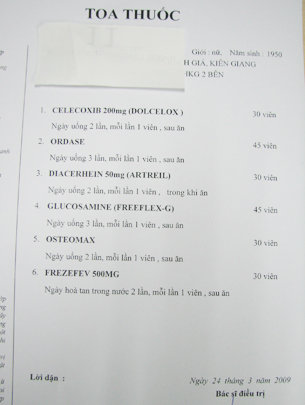 TOA THUỐC
Giới : nữ. Năm sinh : 1950
H GIÁ, KIÊN GIANG
HKG 2 BÊN
1. CELECOXIB 200mg (DOLCELOX ) 30 viên
Ngày uống 2 lần, mỗi lần 1 viên , sau ăn
2. ORDASE 45 viên
Ngày uống 3 lần, mỗi lần 1 viên , sau ăn
3. DIACERHEIN 50mg (ARTREIL) 30 viên
Ngày uống 2 lần, mỗi lần 1 viên , trong khi ăn
4. GLUCOSAMINE (FREEFLEX-G) 45 viên
Ngày uống 3 lần, mỗi lần 1 viên , sau ăn
5. OSTEOMAX 30 viên
Ngày uống 2 lần, mỗi lần 1 viên , sau ăn
6. FREZEFEV 500MG 30 viên
Ngày hoà tan trong nước 2 lần, mỗi lần 1 viên , sau ăn
Lời dặn :
Ngày 24 tháng 3 năm 2009
Bác sĩ điều trị